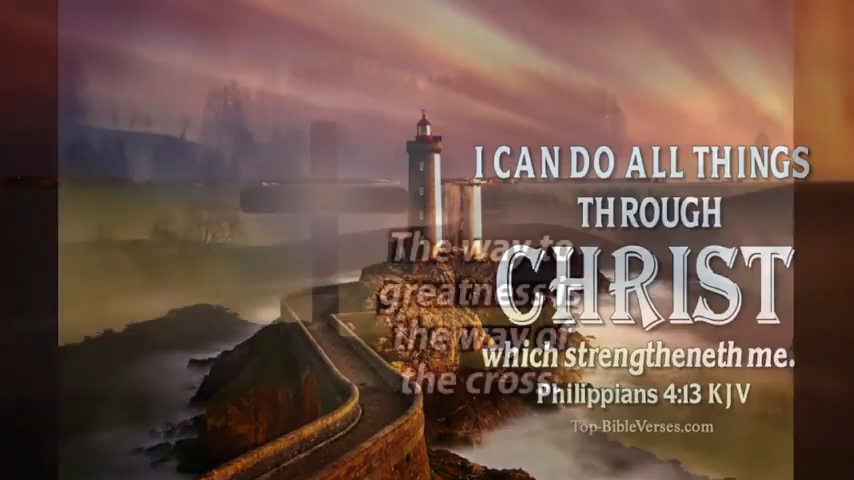 I CAN DO ALL THINGS
THROUGH
CHRIST
which strengtheneth me.
Philippians 4:13 KJV
Top-BibleVerses.com
The way to
greatness is
the way of
the cross.